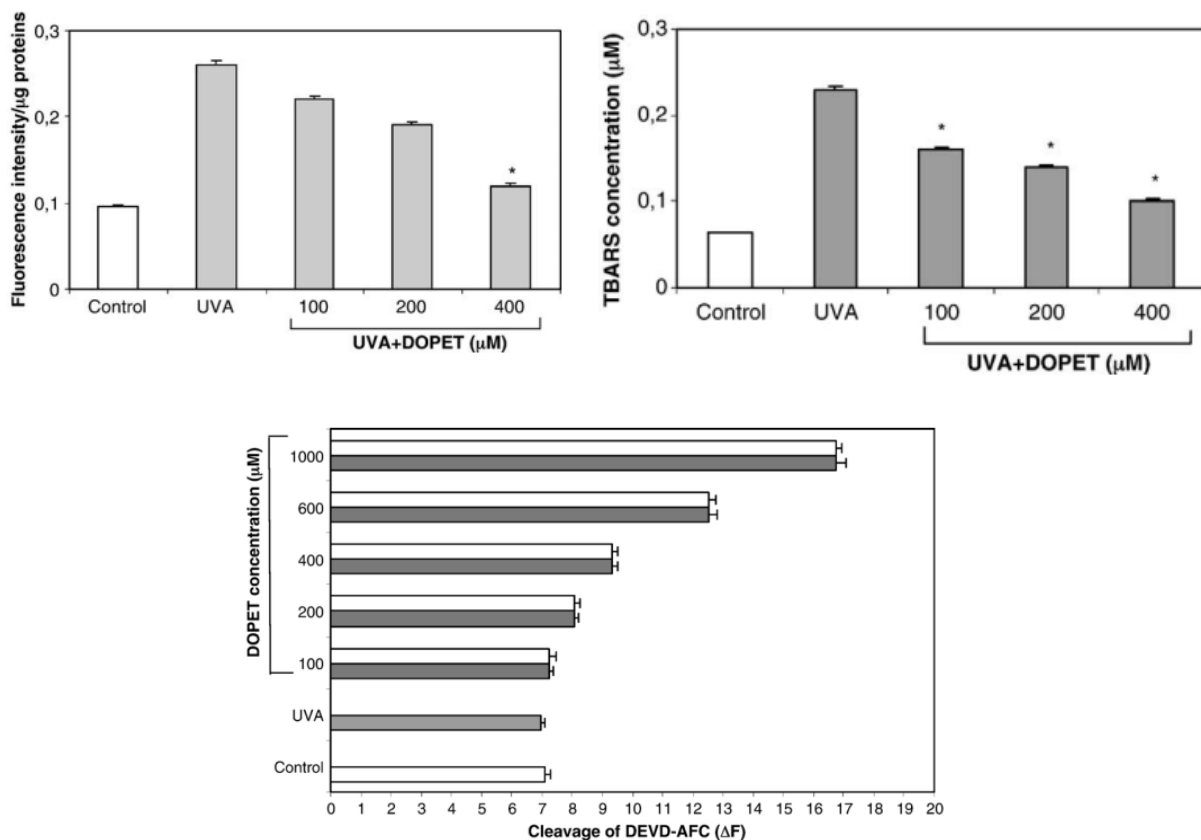 Fluorescence intensity/μg proteins
0,3
0,2
0,1
0
*
Control UVA 100 200 400
UVA+DOPET (μM)
TBARS concentration (μM)
0,3
0,2
0,1
0
* * *
Control UVA 100 200 400
UVA+DOPET (μM)
DOPET concentration (μM)
1000
600
400
200
100
UVA
Control
0 1 2 3 4 5 6 7 8 9 10 11 12 13 14 15 16 17 18 19 20
Cleavage of DEVD-AFC (ΔF)